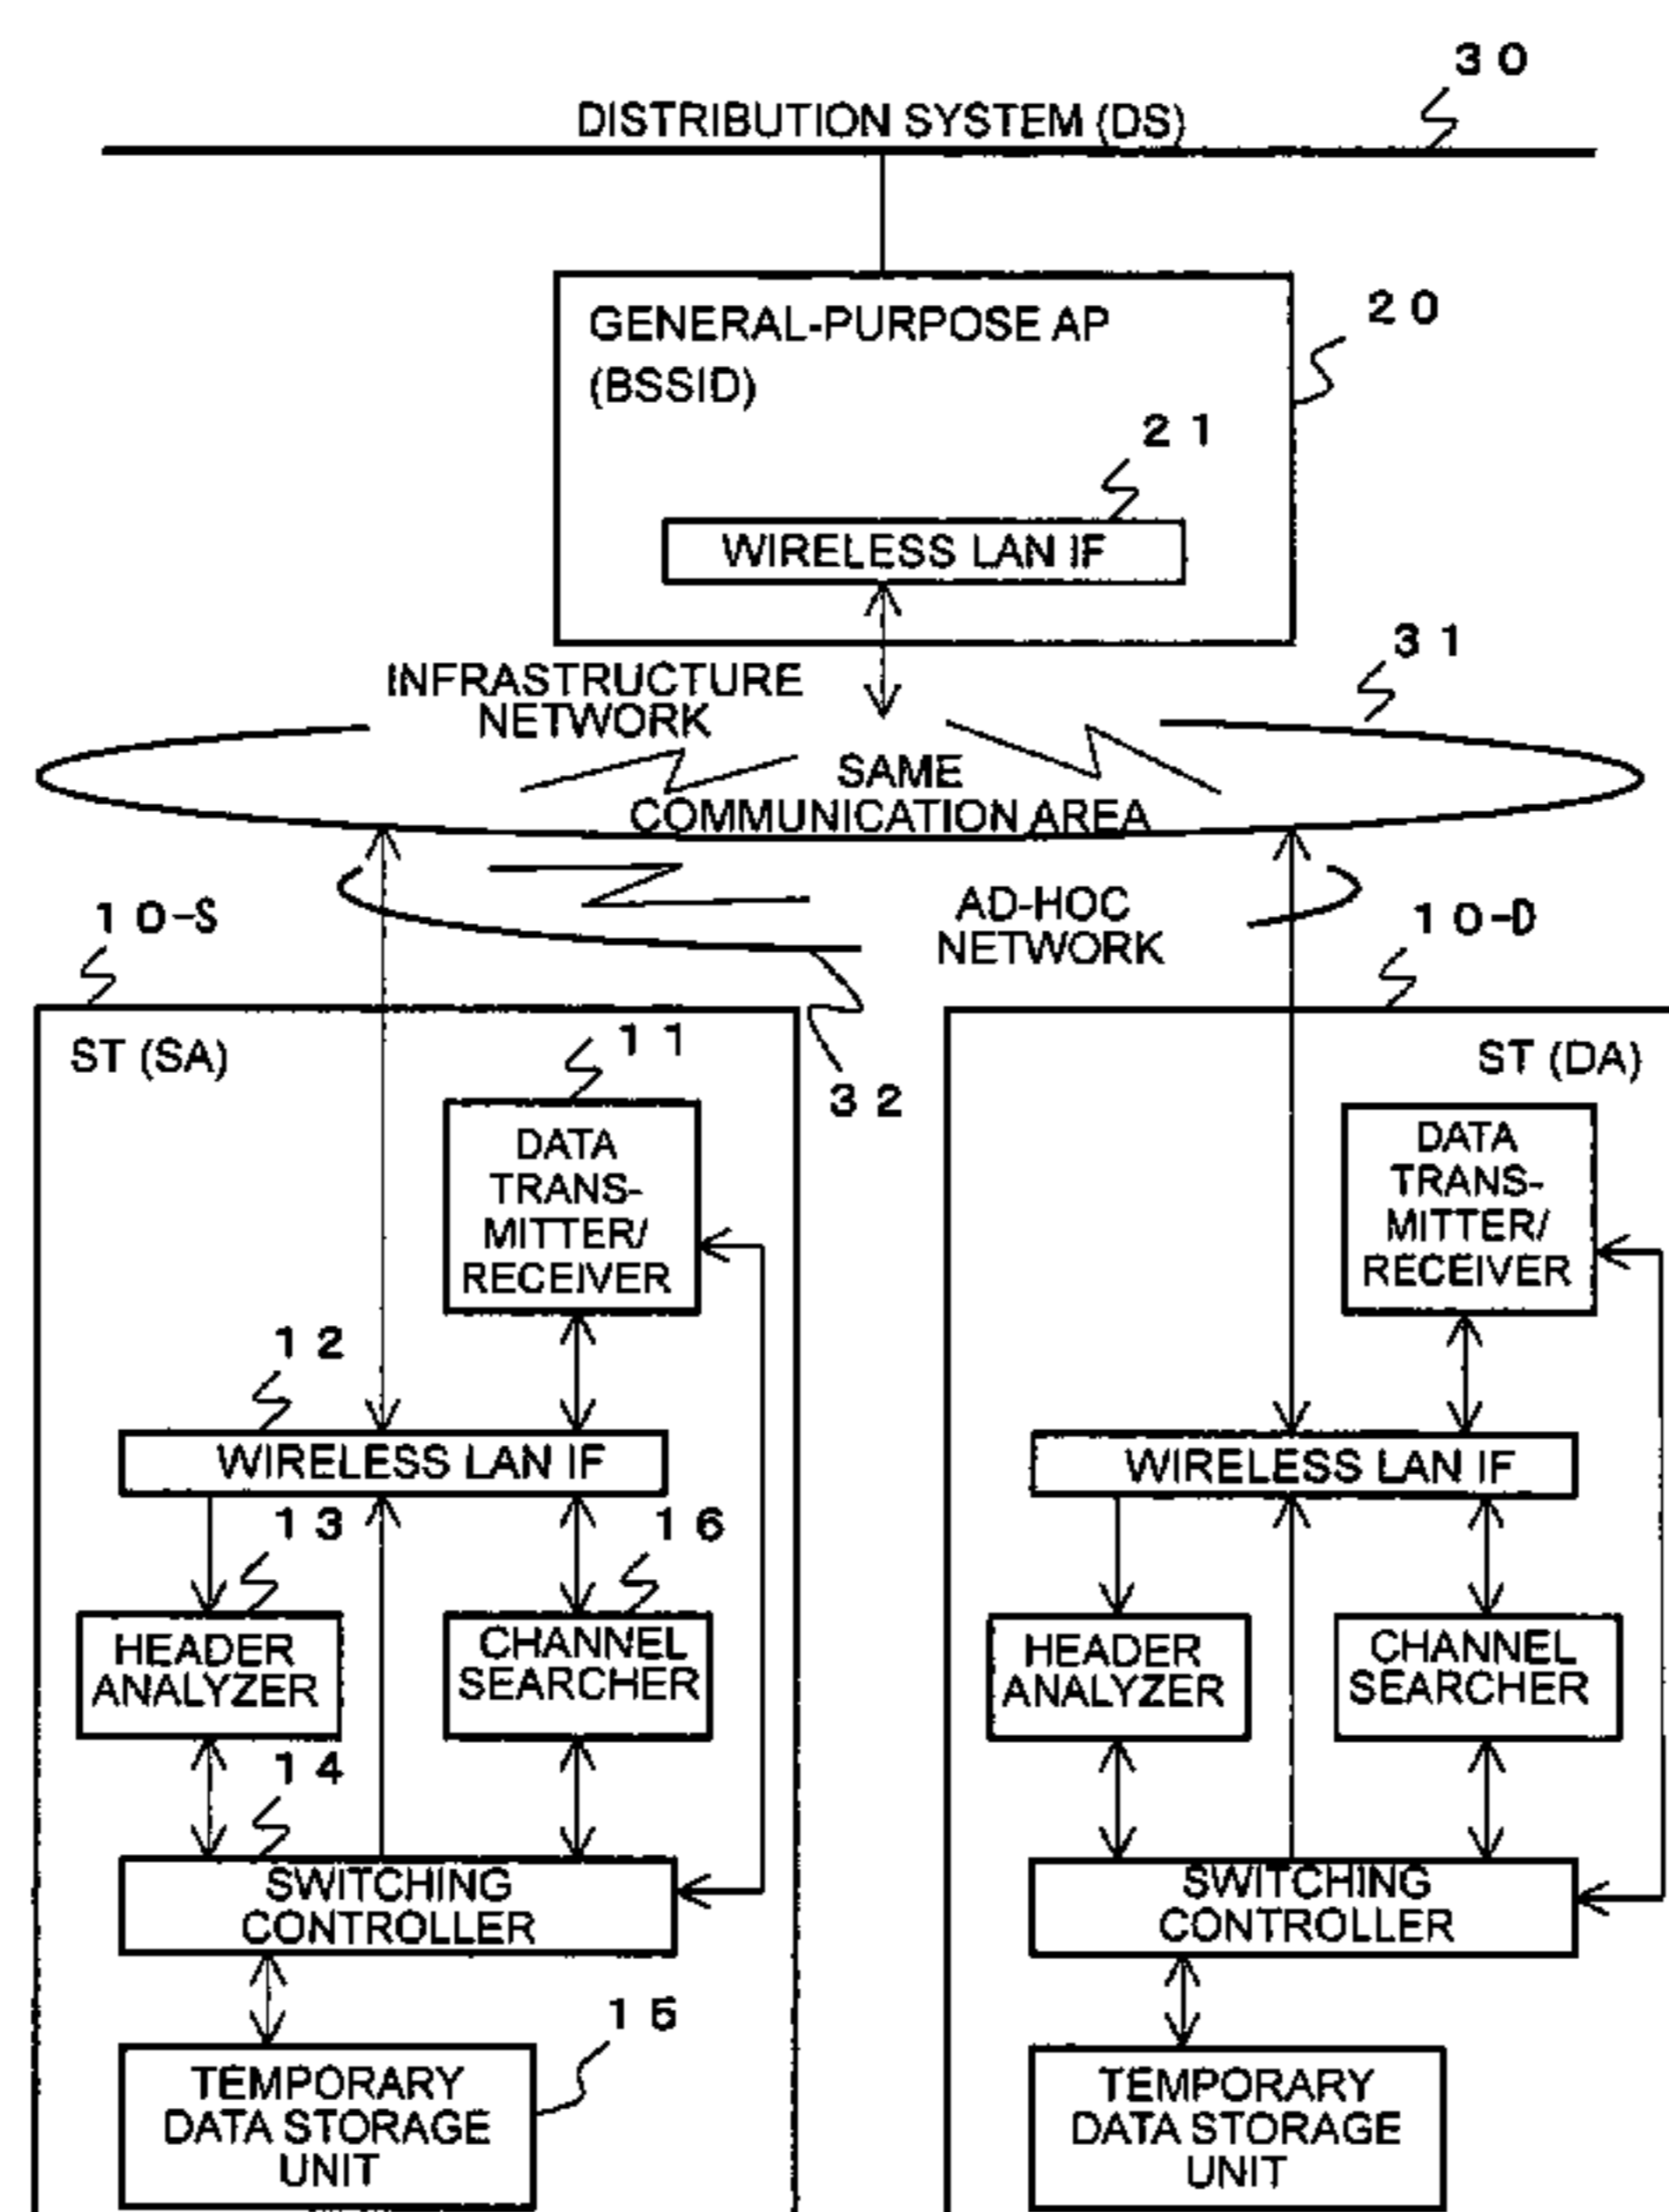 30
DISTRIBUTION SYSTEM (DS)
GENERAL-PURPOSE AP
(BSSID)
20
21
WIRELESS LAN IF
31
INFRASTRUCTURE
NETWORK
SAME
COMMUNICATION AREA
AD-HOC
NETWORK
10-S
10-D
32
ST (SA)
11
DATA
TRANS-
MITTER/
RECEIVER
12
WIRELESS LAN IF
13
16
HEADER
ANALYZER
CHANNEL
SEARCHER
14
SWITCHING
CONTROLLER
15
TEMPORARY
DATA STORAGE
UNIT
ST (DA)
DATA
TRANS-
MITTER/
RECEIVER
WIRELESS LAN IF
HEADER
ANALYZER
CHANNEL
SEARCHER
SWITCHING
CONTROLLER
TEMPORARY
DATA STORAGE
UNIT